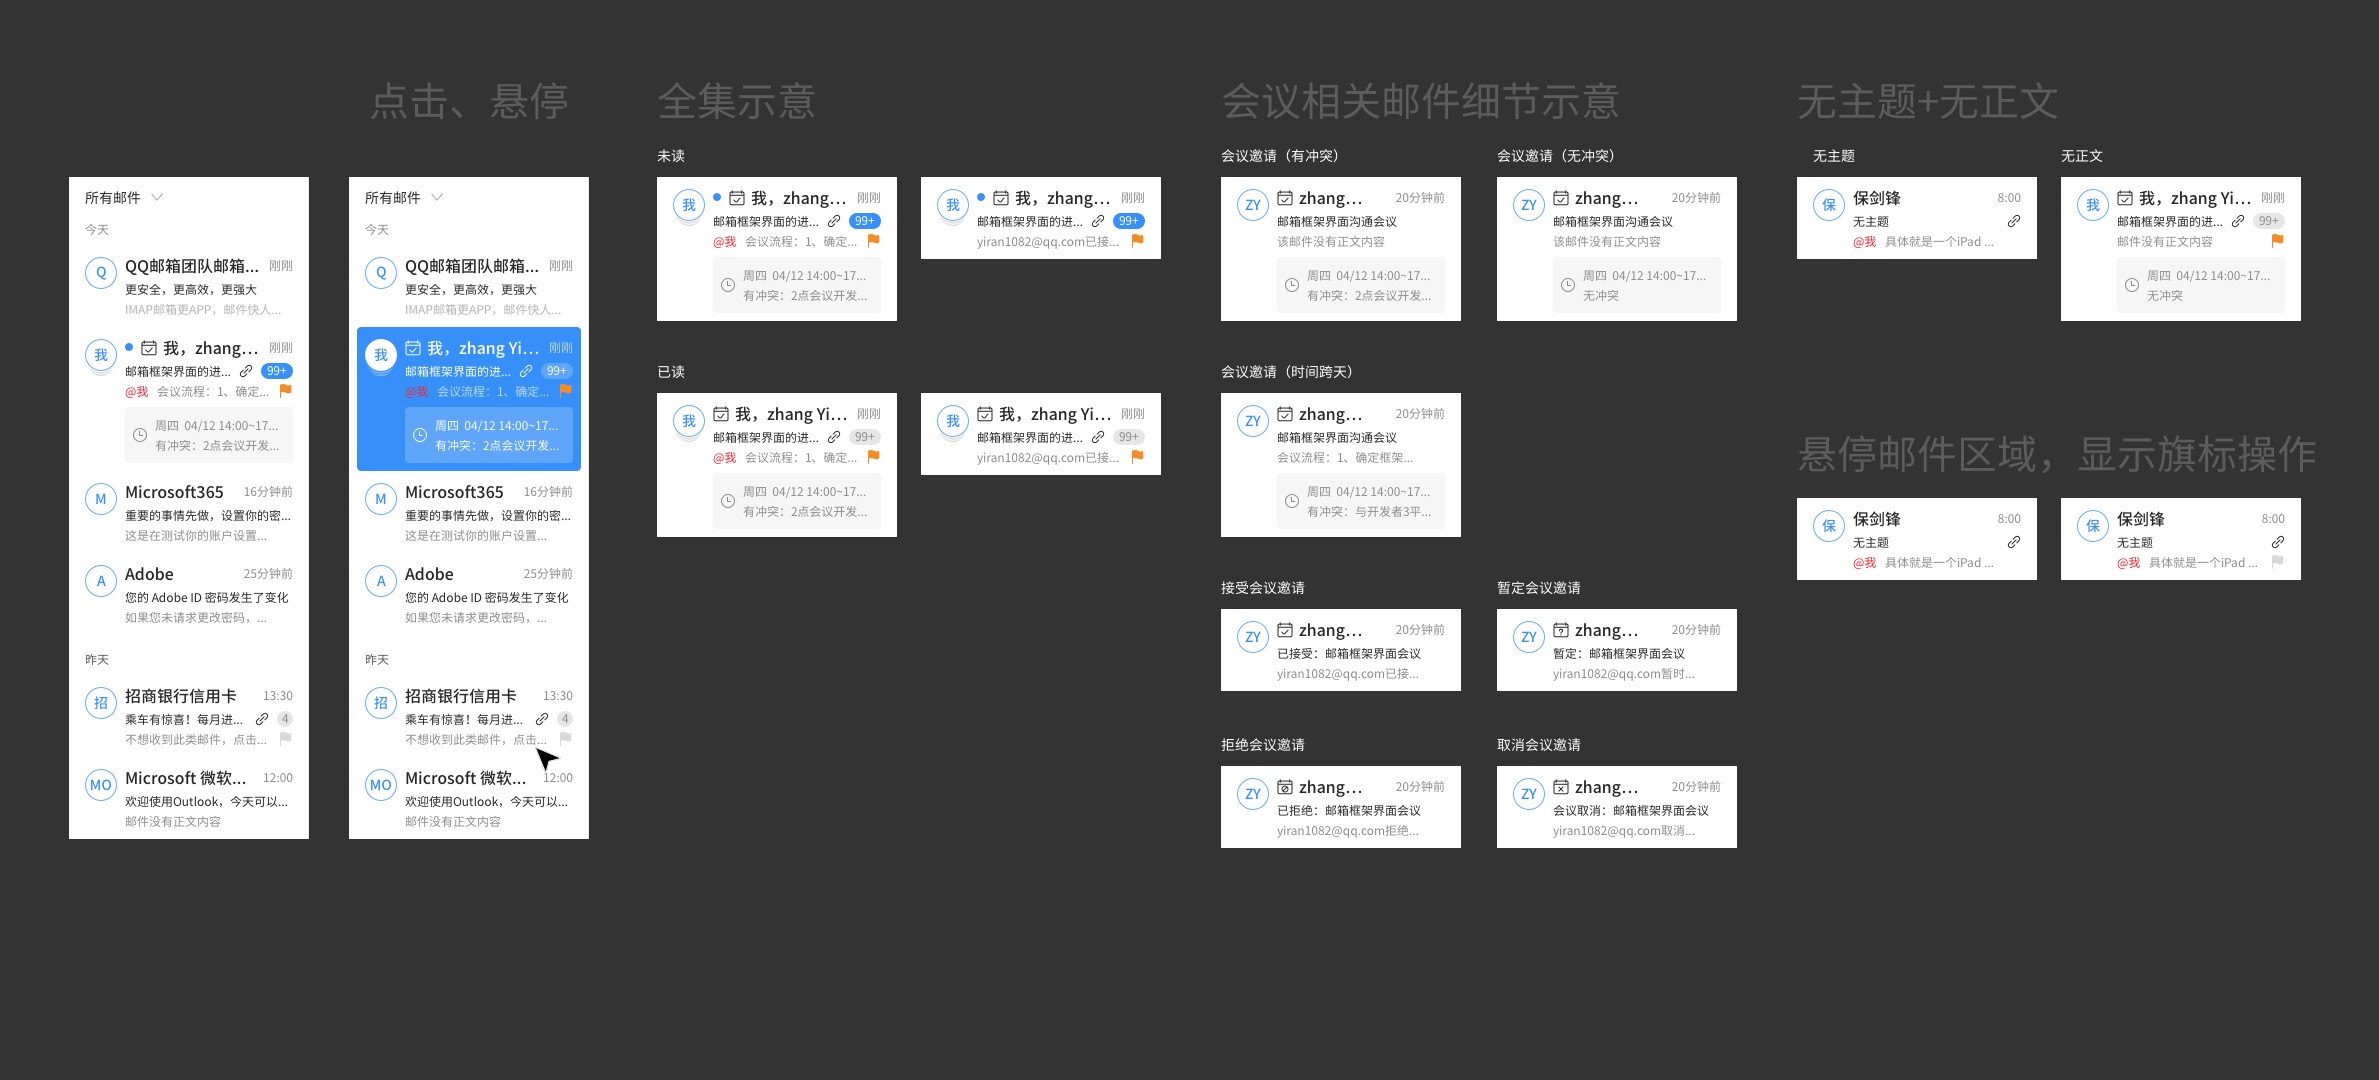 点击、悬停
所有邮件
今天
Q
QQ邮箱团队邮箱...
刚刚
更安全，更高效，更强大
IMAP邮箱更APP，邮件快人...
我
我，zhang...
刚刚
邮箱框架界面的进...
99+
@我 会议流程：1、确定...
周四 04/12 14:00~17...
有冲突：2点会议开发...
M
Microsoft365
16分钟前
重要的事情先做，设置你的密...
这是在测试你的账户设置...
A
Adobe
25分钟前
您的 Adobe ID 密码发生了变化
如果您未请求更改密码，...
昨天
招
招商银行信用卡
13:30
乘车有惊喜！每月进...
4
不想收到此类邮件，点击...
MO
Microsoft 微软...
12:00
欢迎使用Outlook，今天可以...
邮件没有正文内容
所有邮件
今天
Q
QQ邮箱团队邮箱...
刚刚
更安全，更高效，更强大
IMAP邮箱更APP，邮件快人...
我
我，zhang Yi...
刚刚
邮箱框架界面的进...
99+
@我 会议流程：1、确定...
周四 04/12 14:00~17...
有冲突：2点会议开发...
M
Microsoft365
16分钟前
重要的事情先做，设置你的密...
这是在测试你的账户设置...
A
Adobe
25分钟前
您的 Adobe ID 密码发生了变化
如果您未请求更改密码，...
昨天
招
招商银行信用卡
13:30
乘车有惊喜！每月进...
4
不想收到此类邮件，点击...
MO
Microsoft 微软...
12:00
欢迎使用Outlook，今天可以...
邮件没有正文内容
全集示意
未读
我
我，zhang...
刚刚
邮箱框架界面的进...
99+
@我 会议流程：1、确定...
周四 04/12 14:00~17...
有冲突：2点会议开发...
我
我，zhang...
刚刚
邮箱框架界面的进...
99+
yiran1082@qq.com已接...
已读
我
我，zhang Yi...
刚刚
邮箱框架界面的进...
99+
@我 会议流程：1、确定...
周四 04/12 14:00~17...
有冲突：2点会议开发...
我
我，zhang Yi...
刚刚
邮箱框架界面的进...
99+
yiran1082@qq.com已接...
会议相关邮件细节示意
会议邀请（有冲突）
ZY
zhang...
20分钟前
邮箱框架界面沟通会议
该邮件没有正文内容
周四 04/12 14:00~17...
有冲突：2点会议开发...
会议邀请（无冲突）
ZY
zhang...
20分钟前
邮箱框架界面沟通会议
该邮件没有正文内容
周四 04/12 14:00~17...
无冲突
会议邀请（时间跨天）
ZY
zhang...
20分钟前
邮箱框架界面沟通会议
会议流程：1、确定框架...
周四 04/12 14:00~17...
有冲突：与开发者3平...
接受会议邀请
ZY
zhang...
20分钟前
已接受：邮箱框架界面会议
yiran1082@qq.com已接...
暂定会议邀请
ZY
zhang...
20分钟前
暂定：邮箱框架界面会议
yiran1082@qq.com暂时...
拒绝会议邀请
ZY
zhang...
20分钟前
已拒绝：邮箱框架界面会议
yiran1082@qq.com拒绝...
取消会议邀请
ZY
zhang...
20分钟前
会议取消：邮箱框架界面会议
yiran1082@qq.com取消...
无主题+无正文
无主题
保
保剑锋
8:00
无主题
@我 具体就是一个iPad ...
无正文
我
我，zhang Yi...
刚刚
邮箱框架界面的进...
99+
邮件没有正文内容
周四 04/12 14:00~17...
无冲突
悬停邮件区域，显示旗标操作
保
保剑锋
8:00
无主题
@我 具体就是一个iPad ...
保
保剑锋
8:00
无主题
@我 具体就是一个iPad ...